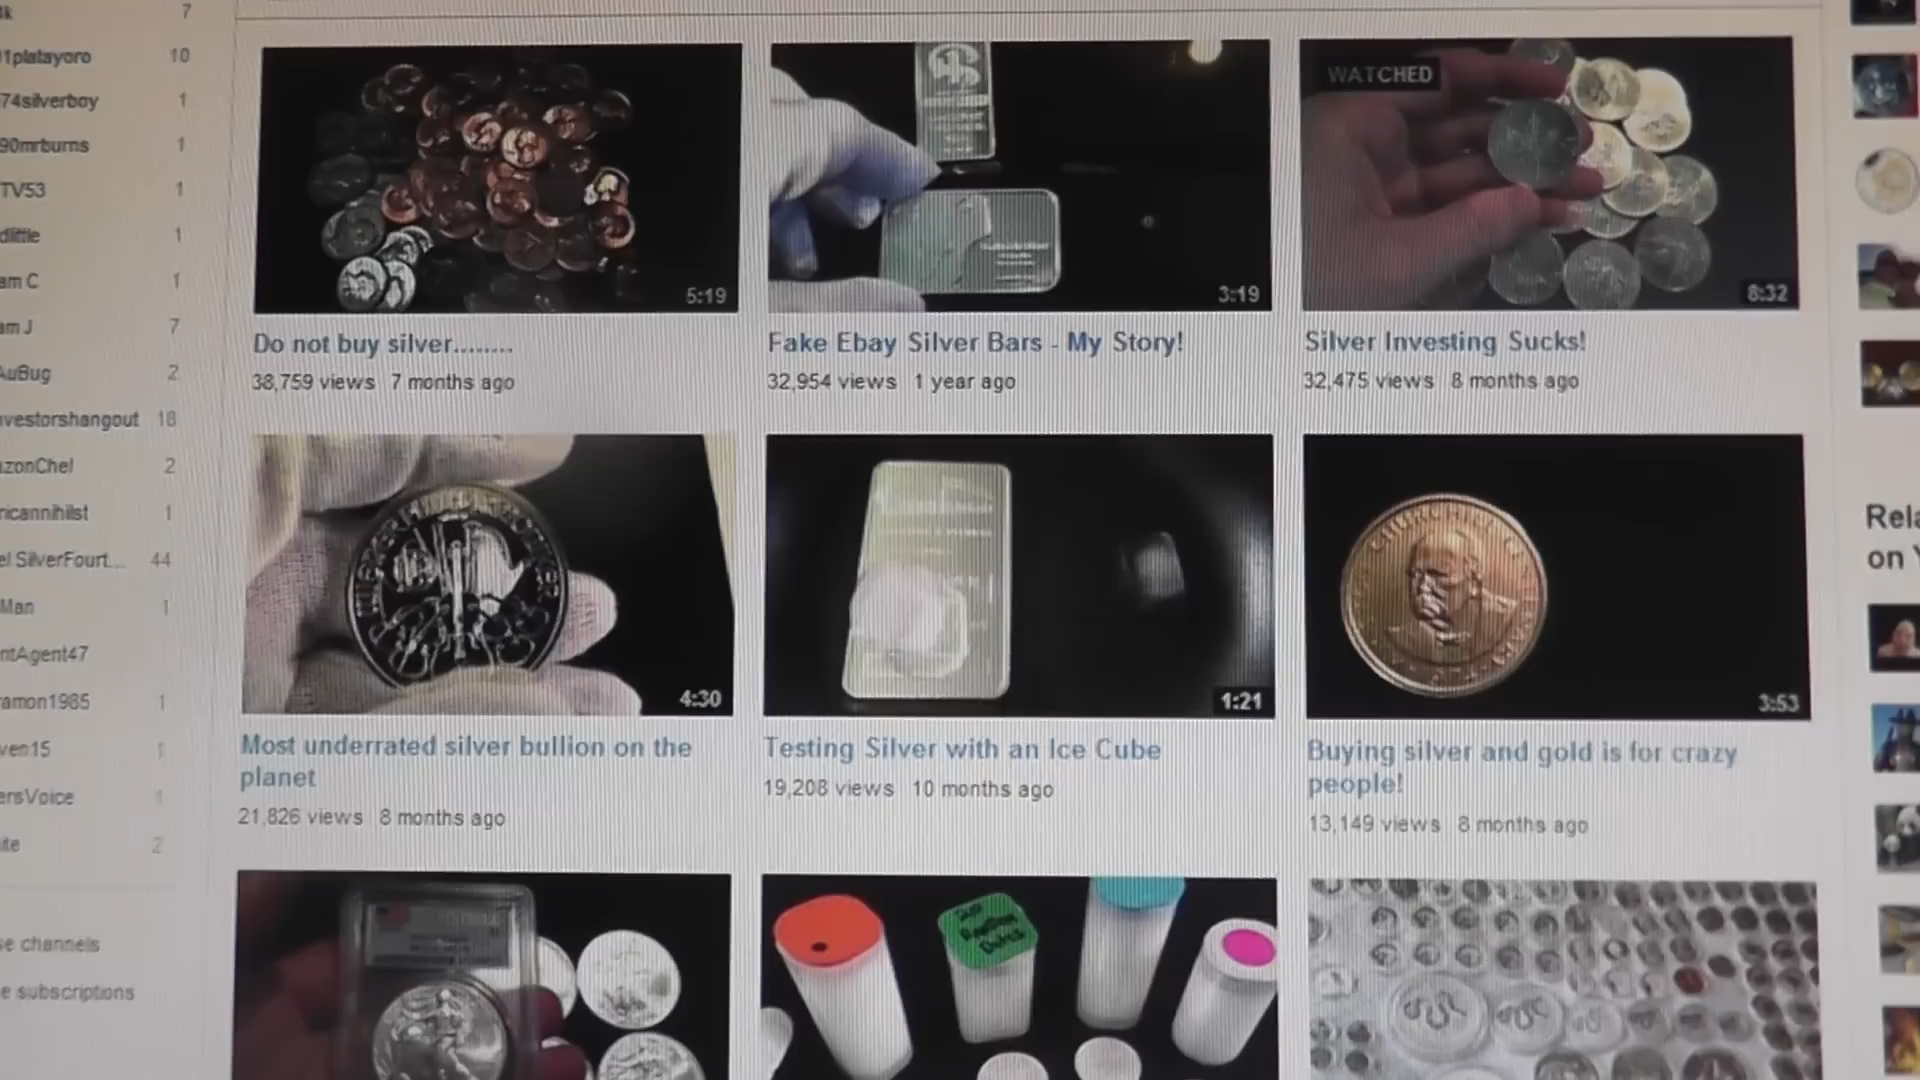 7
10
74silverboy 1
90mrburns 1
TV53 1
1
am C 1
am J 7
AuBug 2
vestorshangout 18
zonChel 2
ricannihilst 1
el SilverFourt... 44
Man 1
ntAgent47
amon1985 1
ven15 1
ersVoice 1
ite 2
se channels
e subscriptions
5:19
Do not buy silver........
38,759 views 7 months ago
3:19
Fake Ebay Silver Bars - My Story!
32,954 views 1 year ago
WATCHED
8:32
Silver Investing Sucks!
32,475 views 8 months ago
4:30
Most underrated silver bullion on the
planet
21,826 views 8 months ago
1:21
Testing Silver with an Ice Cube
19,208 views 10 months ago
3:53
Buying silver and gold is for crazy
people!
13,149 views 8 months ago
Rela
on Y